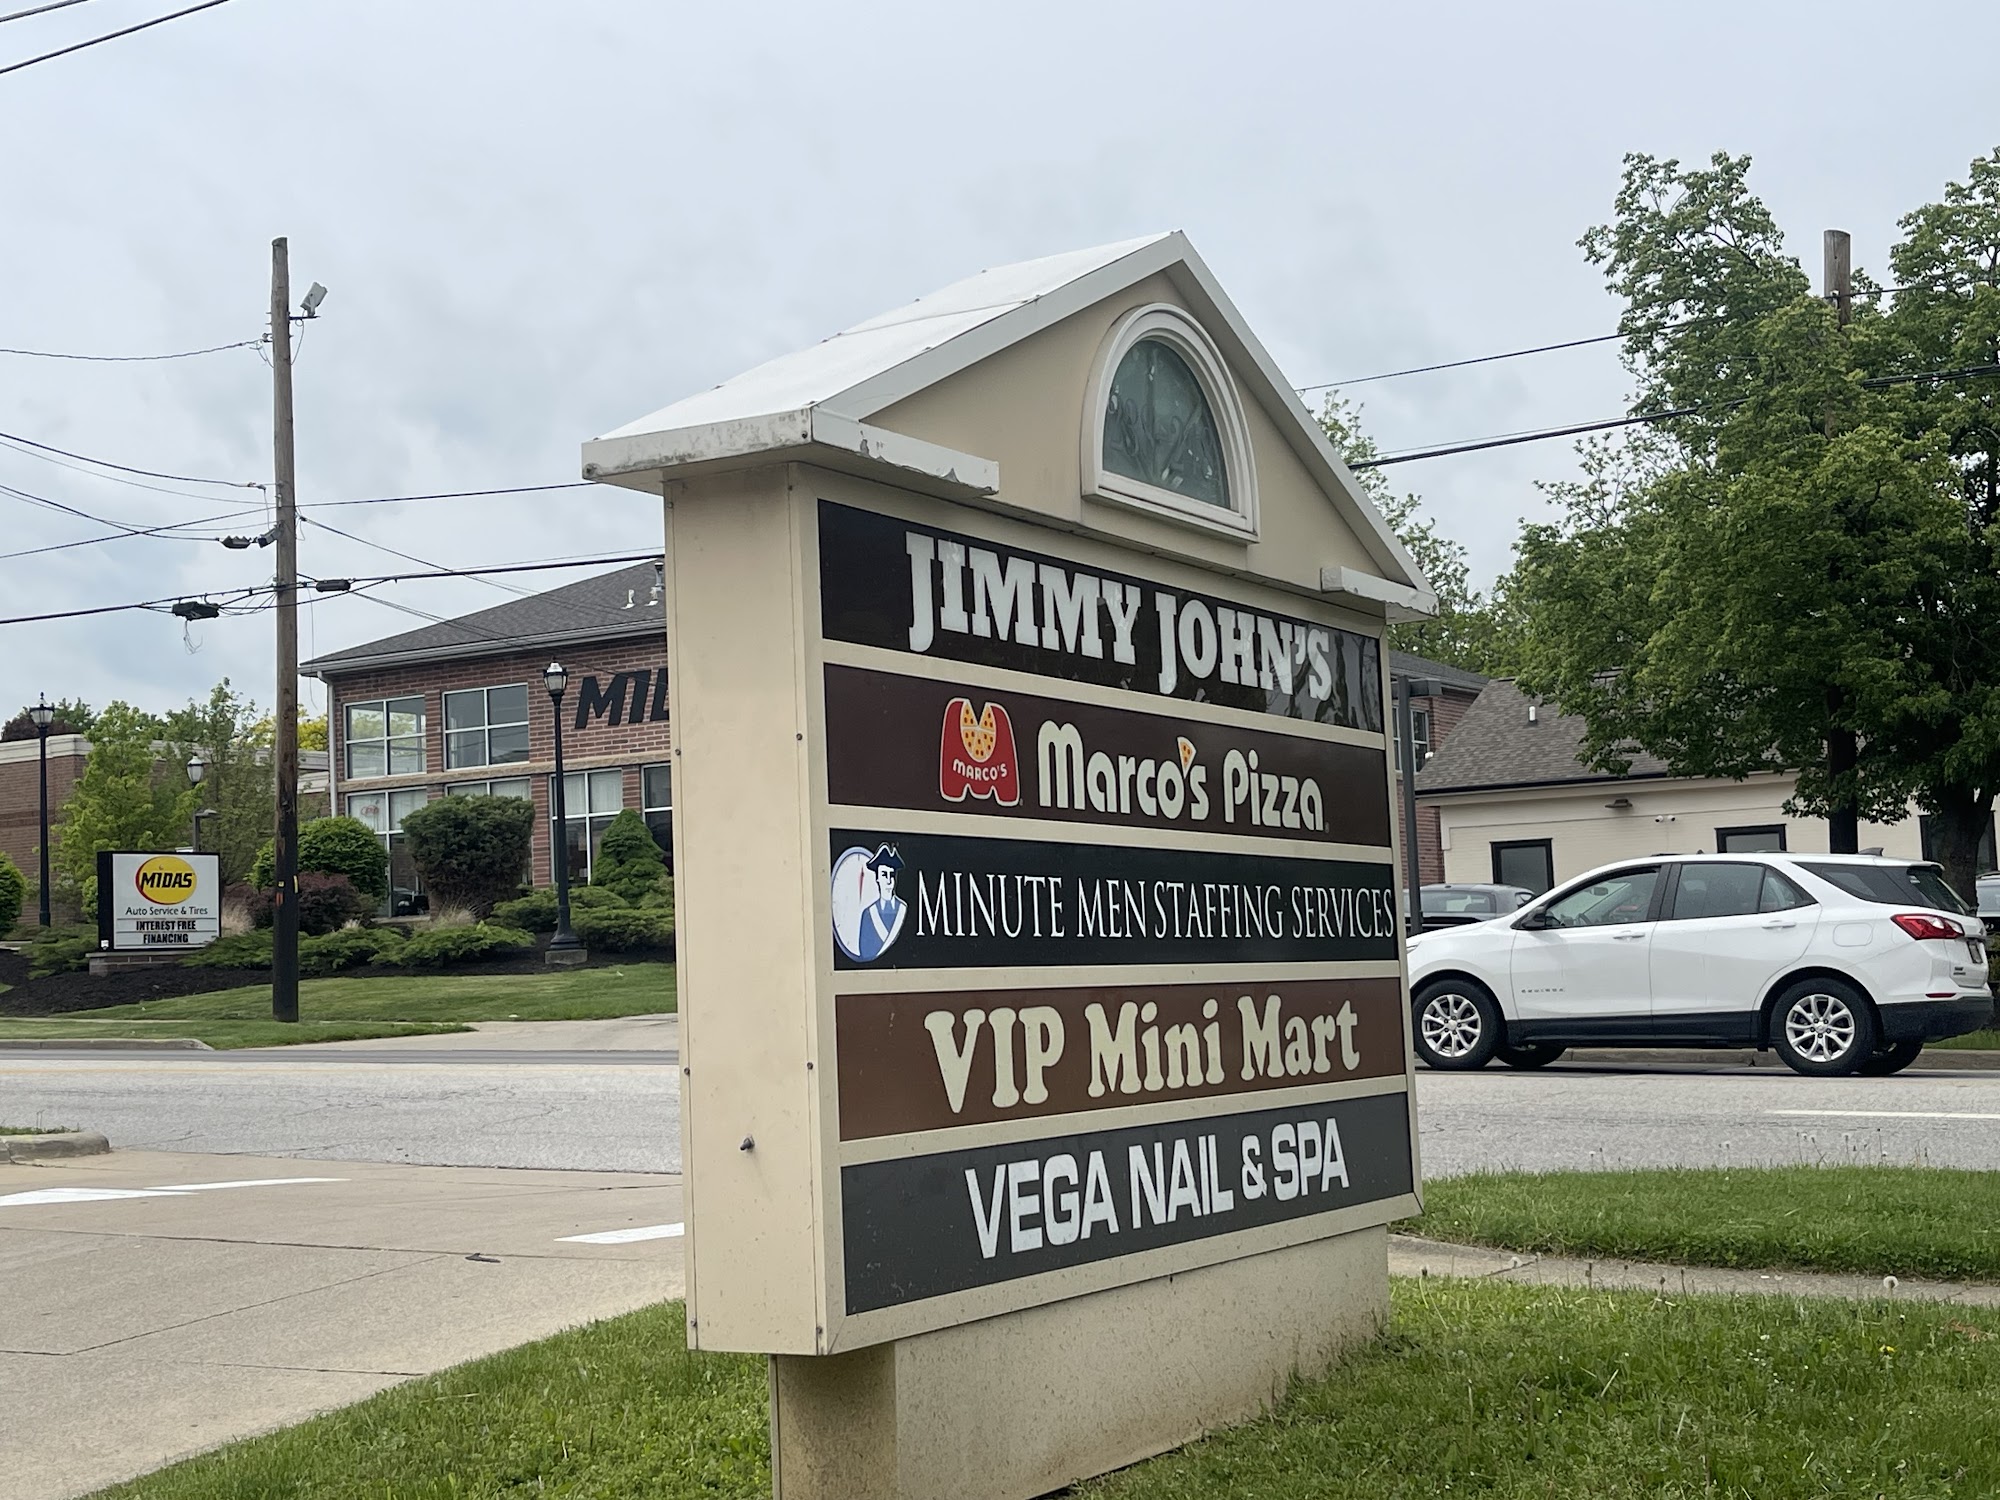 JIMMY JOHN'S
MARCO'S
Marco's Pizza
MINUTE MEN STAFFING SERVICES
VIP Mini Mart
VEGA NAIL & SPA
MIDAS
Auto Service & Tires
INTEREST FREE
FINANCING
EQUINOX